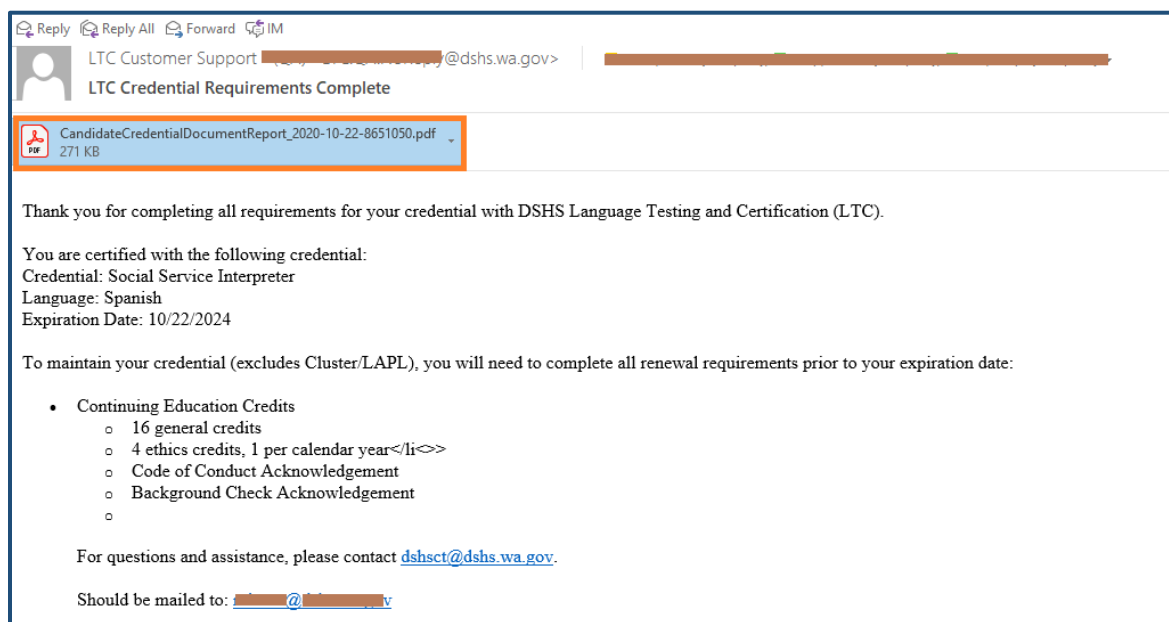 Reply Reply All Forward IM
LTC Customer Support @dshs.wa.gov>
LTC Credential Requirements Complete
CandidateCredentialDocumentReport_2020-10-22-8651050.pdf
PDF
271 KB
Thank you for completing all requirements for your credential with DSHS Language Testing and Certification (LTC).
You are certified with the following credential:
Credential: Social Service Interpreter
Language: Spanish
Expiration Date: 10/22/2024
To maintain your credential (excludes Cluster/LAPL), you will need to complete all renewal requirements prior to your expiration date:
• Continuing Education Credits
o 16 general credits
o 4 ethics credits, 1 per calendar year</li<>>
o Code of Conduct Acknowledgement
o Background Check Acknowledgement
o
For questions and assistance, please contact dshsct@dshs.wa.gov.
Should be mailed to: @ v